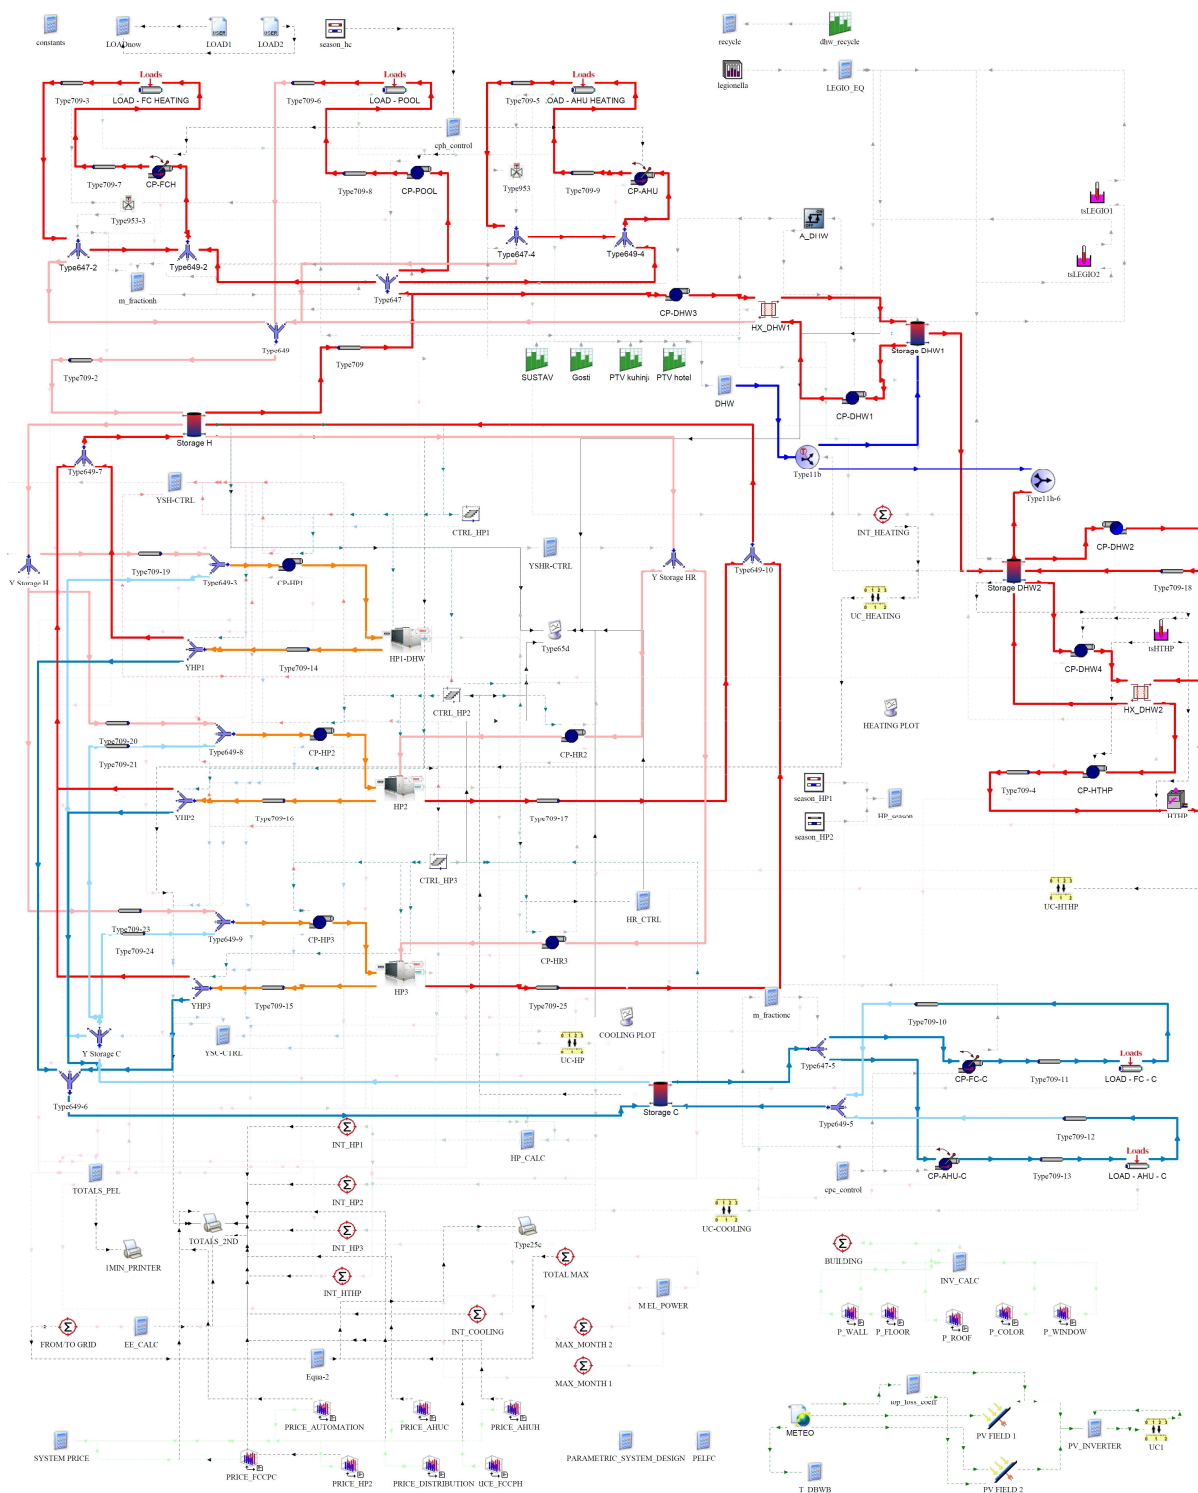 constants
LOADnow
LOAD1
LOAD2
season_hc
recycle
dhw_recycle
legionella
LEGIO_EQ
Loads
Loads
Loads
Type709-3
LOAD - FC HEATING
Type709-6
LOAD - POOL
Type709-5
OAD - AHU HEATING
cph_control
Type709-7
CP-FCH
Type709-8
CP-POOL
Type953
Type709-9
CP-AHU
Type953-3
tsLEGIO1
A_DHW
Type647-2
Type649-2
Type647-4
Type649-4
tsLEGIO2
m_fractionh
Type647
CP-DHW3
HX_DHW1
Type649
Storage DHW1
Type709-2
Type709
SUSTAV
Gosti
PTV kuhinj
PTV hotel
DHW
CP-DHW1
Storage H
Type649-7
Type11b
Type11h-6
YSH-CTRL
CTRL_HP1
INT_HEATING
YSHR-CTRL
CP-DHW2
Y Storage H
Type709-19
Type649-3
CP-HP1
Y Storage HR
Type649-10
Storage DHW2
Type709-18
UC_HEATING
YHP1
Type709-14
HP1-DHW
Type65d
tsHTHP
CP-DHW4
CTRL_HP2
HX_DHW2
HEATING PLOT
Type709-20
Type709-21
Type649-8
CP-HP2
CP-HR2
YHP2
Type709-16
HP2
Type709-17
season_HP1
HP_season
season_HP2
Type709-4
CP-HTHP
HTHP
CTRL_HP3
UC-HTHP
HR_CTRL
Type709-23
Type709-24
Type649-9
CP-HP3
CP-HR3
YHP3
Type709-15
HP3
Type709-25
m_fractionc
Type709-10
Y Storage C
YSC-CTRL
UC-HP
COOLING PLOT
Type647-5
CP-FC-C
Type709-11
Loads
LOAD - FC - C
Type649-6
Storage C
Type649-5
Type709-12
INT_HP1
HP_CALC
Loads
CP-AHU-C
Type709-13
LOAD - AHU - C
TOTALS_PEL
INT_HP2
cpc_control
UC-COOLING
TOTALS_2ND
INT_HP3
Type25c
1MIN_PRINTER
INT_HTHP
TOTAL MAX
BUILDING
INV_CALC
M EL_POWER
FROM/TO GRID
EE_CALC
INT_COOLING
MAX_MONTH 2
P_WALL
P_FLOOR
P_ROOF
P_COLOR
P_WINDOW
Equa-2
MAX_MONTH 1
top_loss_coeff
PRICE_AUTOMATION
PRICE_AHUC
PRICE_AHUH
METEO
PV FIELD 1
PV_INVERTER
UC1
SYSTEM PRICE
PRICE_FCCPC
PRICE_HP2
PRICE_DISTRIBUTION
RICE_FCCPH
PARAMETRIC_SYSTEM_DESIGN
PELFC
T_DBWB
PV FIELD 2